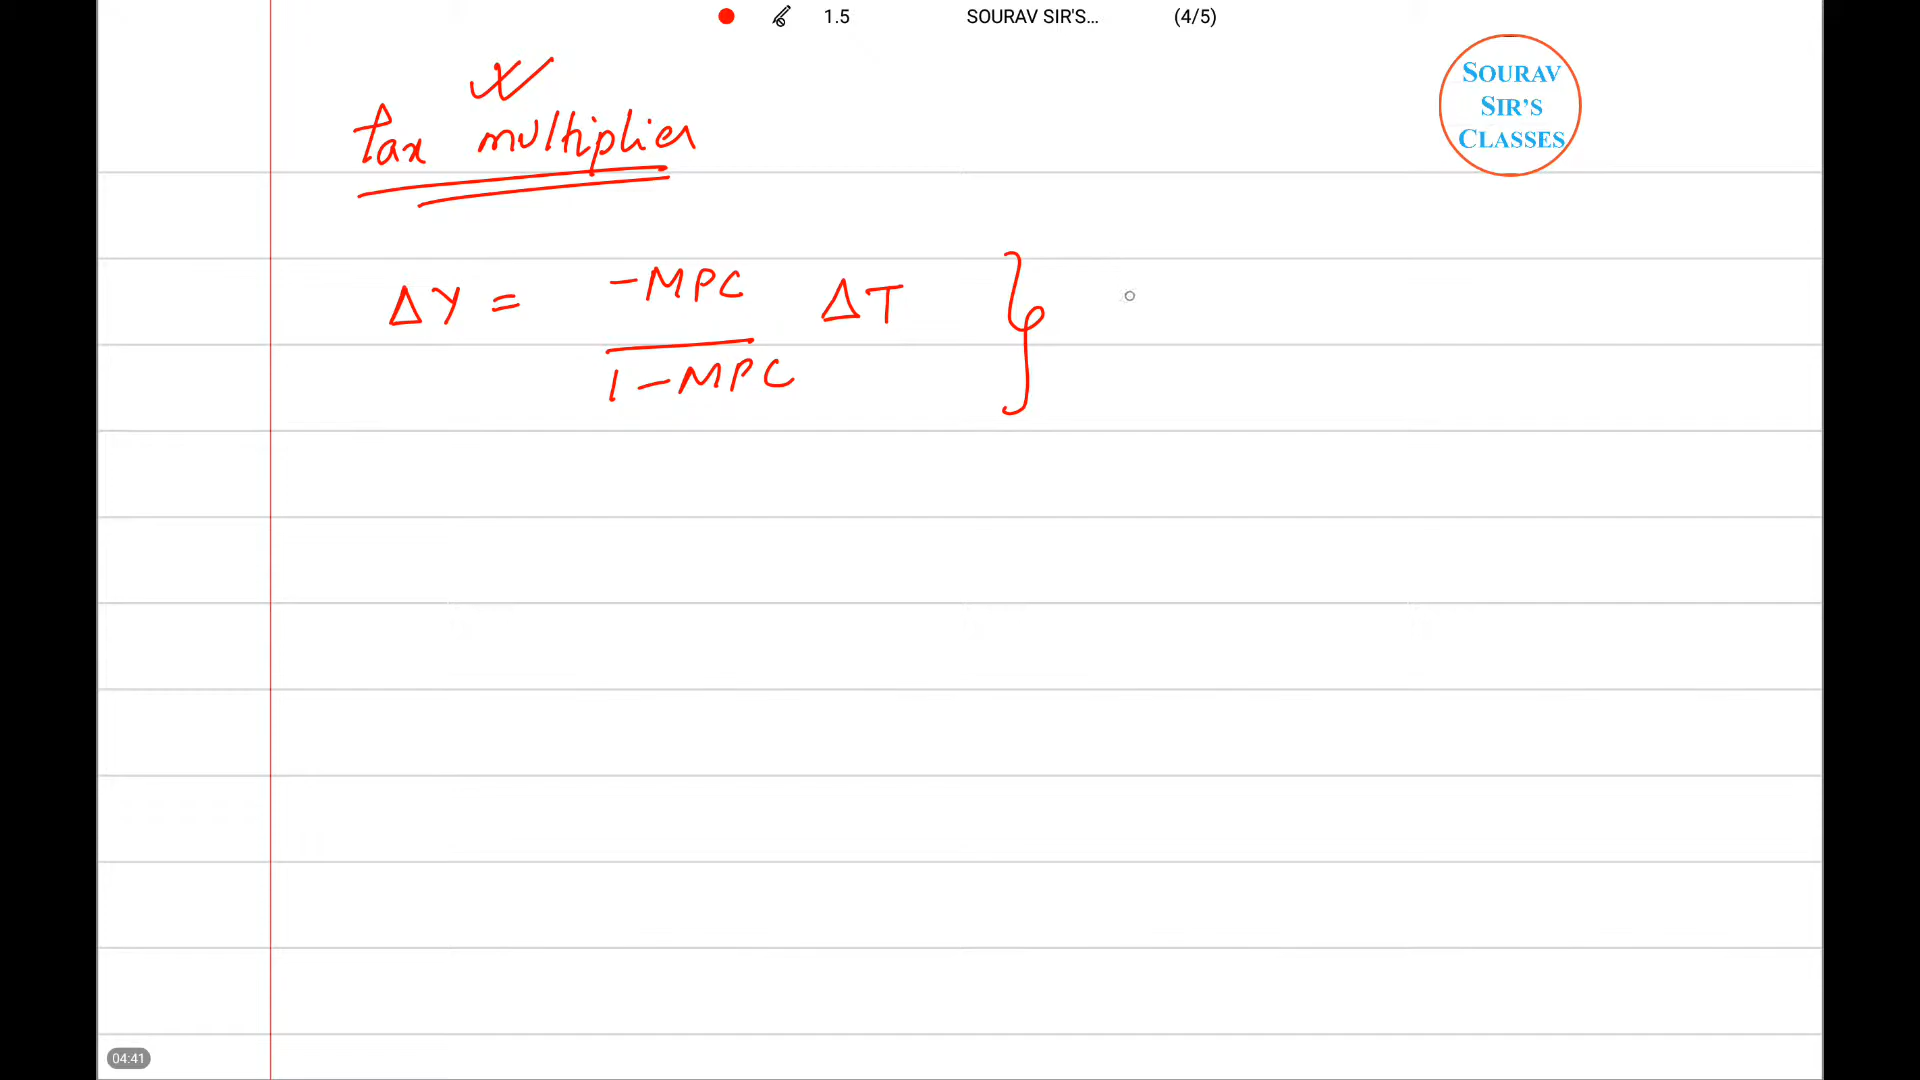 1.5 SOURAV SIR'S... (4/5)
SOURAV
SIR'S
CLASSES
tax multiplier
ΔY = -MPC / 1-MPC ΔT }
04:41